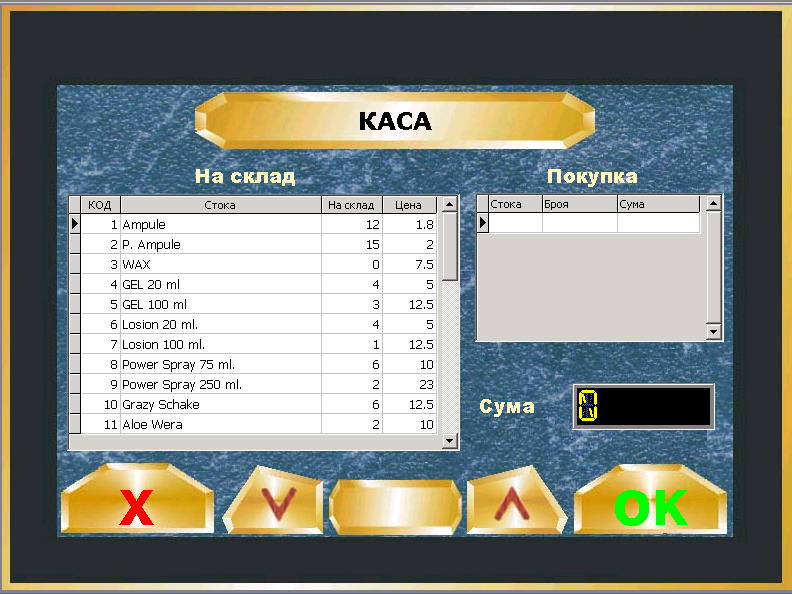 КАСА
На склад
Покупка
КОД Стока На склад Цена
1 Ampule 12 1.8
2 P. Ampule 15 2
3 WAX 0 7.5
4 GEL 20 ml 4 5
5 GEL 100 ml 3 12.5
6 Losion 20 ml. 4 5
7 Losion 100 ml. 1 12.5
8 Power Spray 75 ml. 6 10
9 Power Spray 250 ml. 2 23
10 Grazy Schake 6 12.5
11 Aloe Wera 2 10
Стока Броя Сума
Сума 0
X
OK